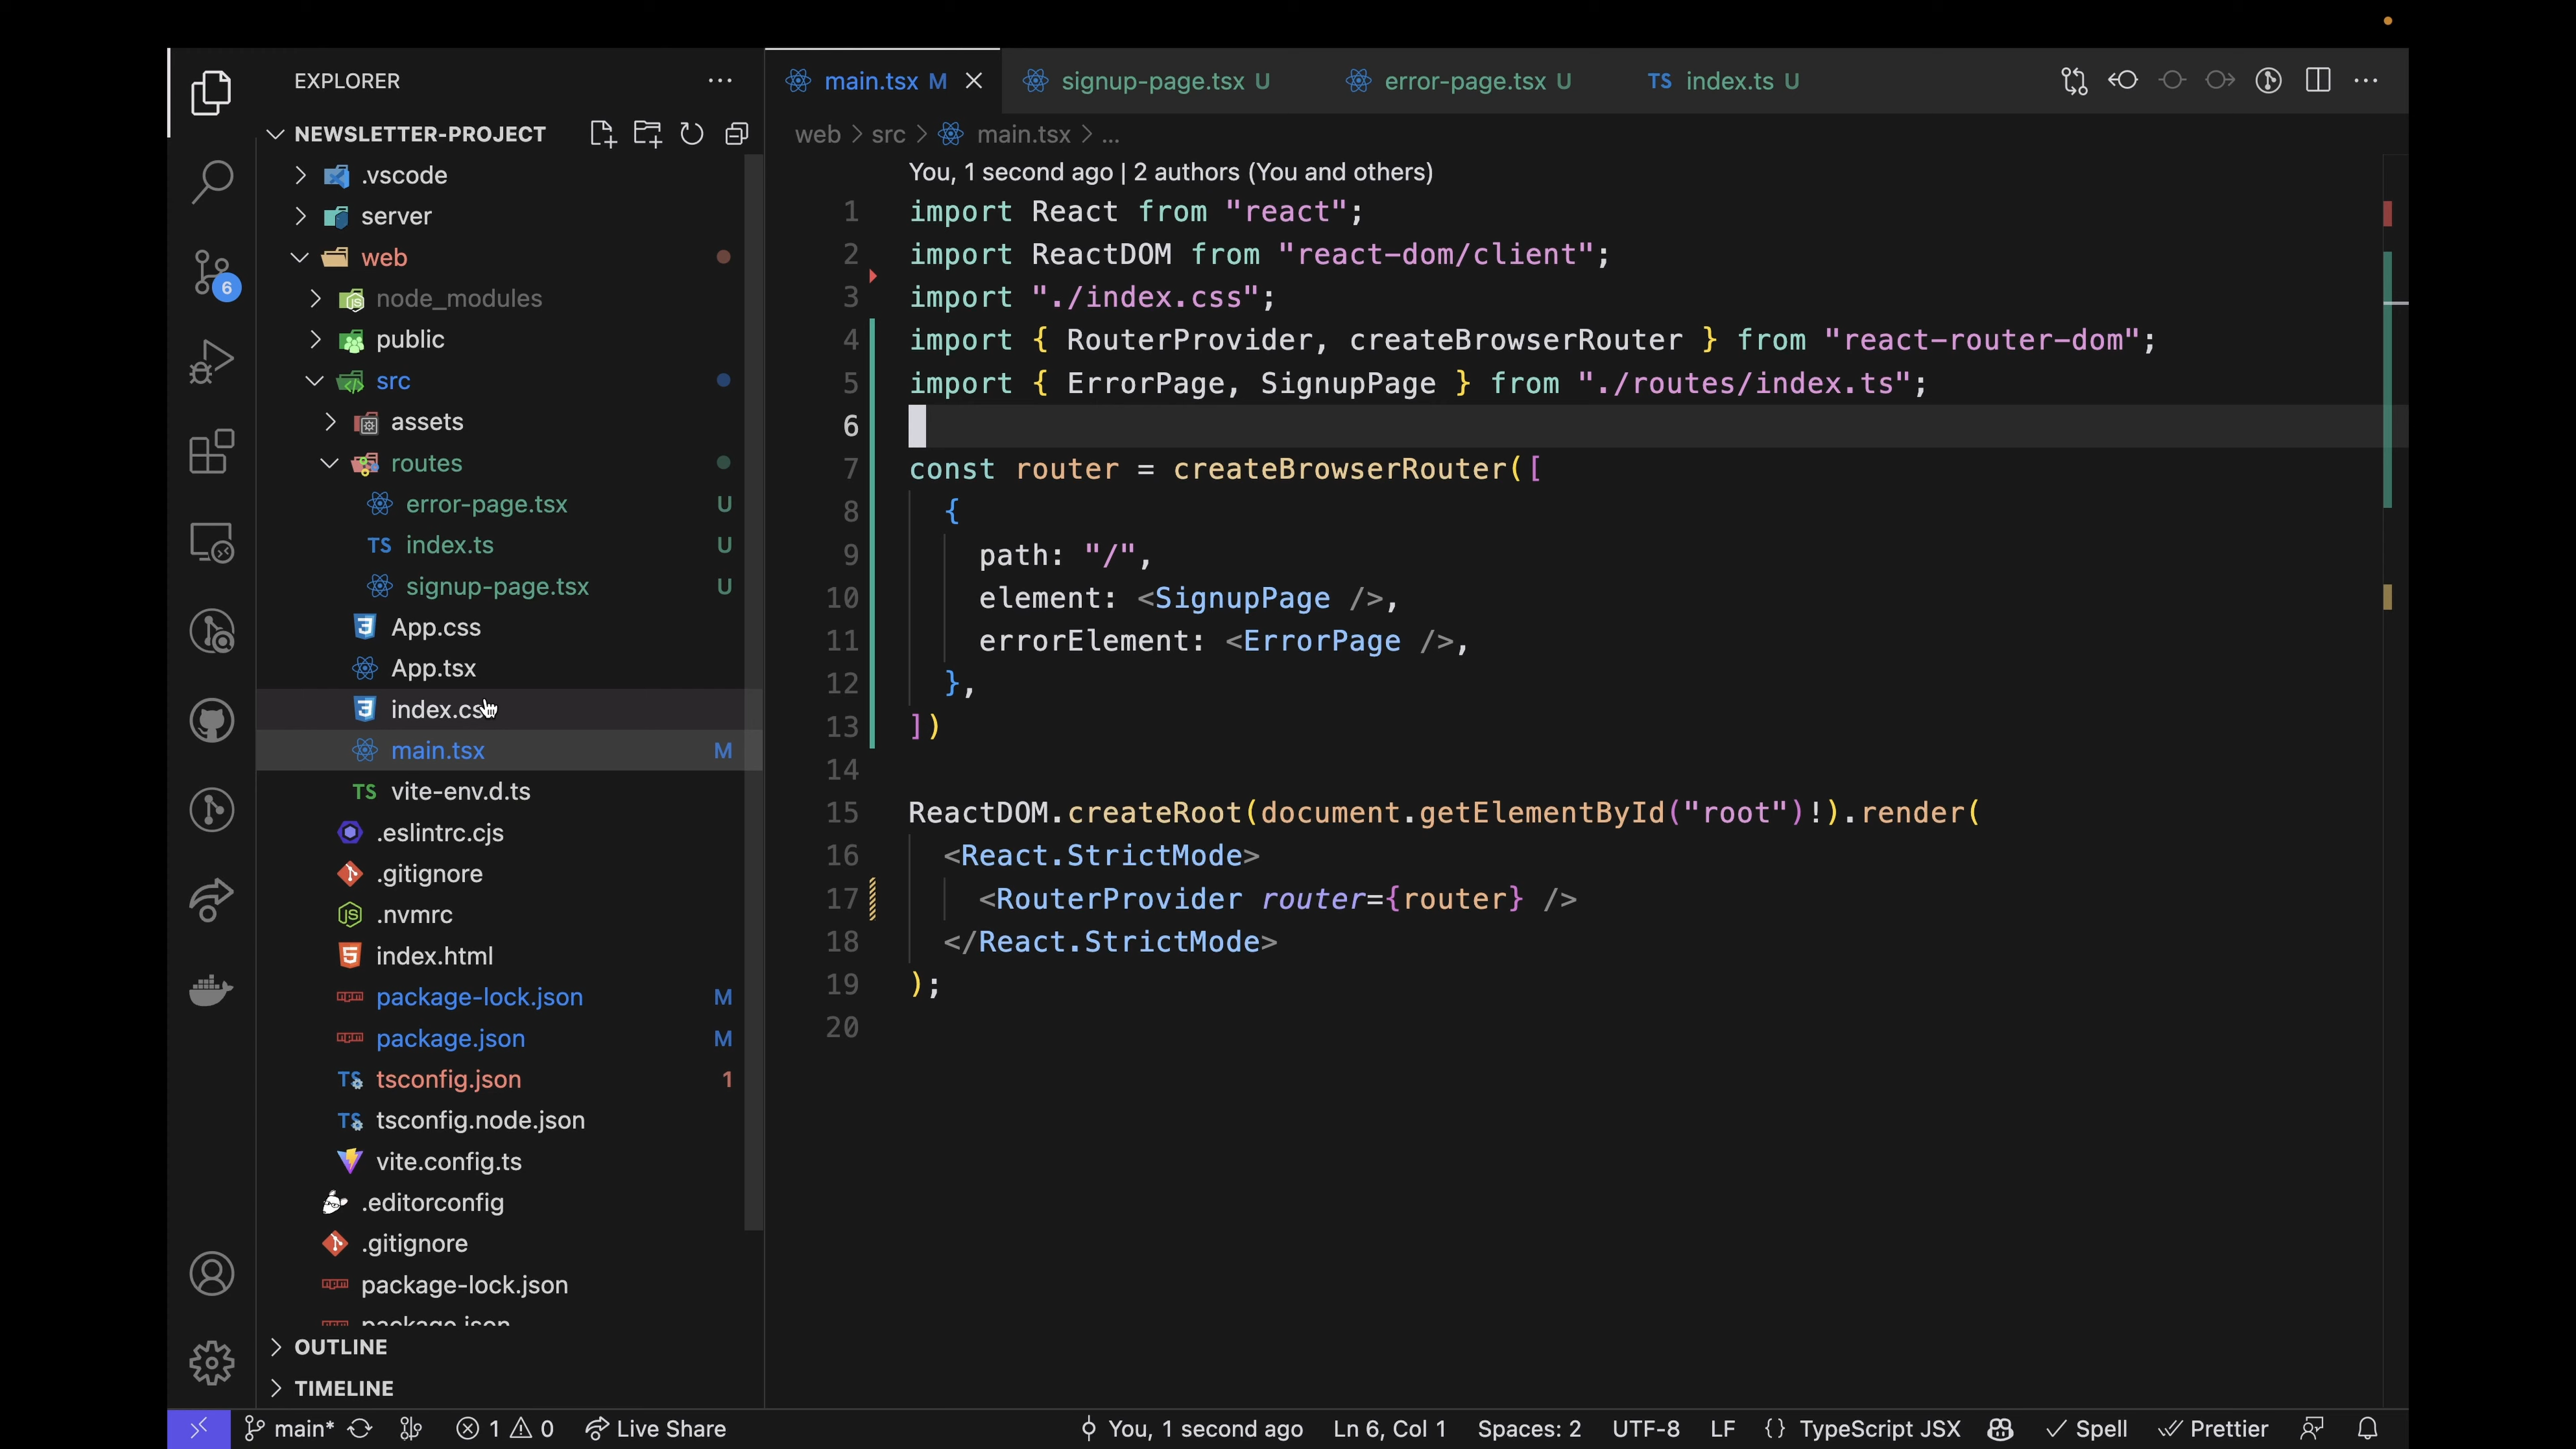 EXPLORER
NEWSLETTER-PROJECT
.vscode
server
web
node_modules
public
src
assets
routes
error-page.tsx U
TS index.ts U
signup-page.tsx U
App.css
App.tsx
index.css
main.tsx M
TS vite-env.d.ts
.eslintrc.cjs
.gitignore
.nvmrc
index.html
package-lock.json M
package.json M
TS tsconfig.json 1
TS tsconfig.node.json
vite.config.ts
.editorconfig
.gitignore
package-lock.json
package.json
OUTLINE
TIMELINE
6
main.tsx M signup-page.tsx U error-page.tsx U TS index.ts U
web > src > main.tsx > ...
You, 1 second ago | 2 authors (You and others)
1 import React from "react";
2 import ReactDOM from "react-dom/client";
3 import "./index.css";
4 import { RouterProvider, createBrowserRouter } from "react-router-dom";
5 import { ErrorPage, SignupPage } from "./routes/index.ts";
6
7 const router = createBrowserRouter([
8 {
9 path: "/",
10 element: <SignupPage />,
11 errorElement: <ErrorPage />,
12 },
13 ])
14
15 ReactDOM.createRoot(document.getElementById("root")!).render(
16 <React.StrictMode>
17 <RouterProvider router={router} />
18 </React.StrictMode>
19 );
20
main* 1 0 Live Share You, 1 second ago Ln 6, Col 1 Spaces: 2 UTF-8 LF {} TypeScript JSX Spell Prettier